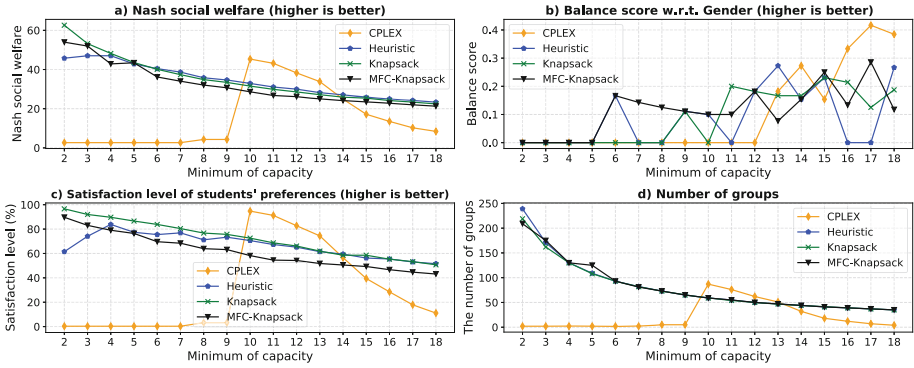 a) Nash social welfare (higher is better)
Nash social welfare
60
40
20
0
CPLEX
Heuristic
Knapsack
MFC-Knapsack
2 3 4 5 6 7 8 9 10 11 12 13 14 15 16 17 18
Minimum of capacity
b) Balance score w.r.t. Gender (higher is better)
Balance score
0.4
0.3
0.2
0.1
0.0
CPLEX
Heuristic
Knapsack
MFC-Knapsack
2 3 4 5 6 7 8 9 10 11 12 13 14 15 16 17 18
Minimum of capacity
c) Satisfaction level of students' preferences (higher is better)
Satisfaction level (%)
100
80
60
40
20
0
CPLEX
Heuristic
Knapsack
MFC-Knapsack
2 3 4 5 6 7 8 9 10 11 12 13 14 15 16 17 18
Minimum of capacity
d) Number of groups
The number of groups
250
200
150
100
50
0
CPLEX
Heuristic
Knapsack
MFC-Knapsack
2 3 4 5 6 7 8 9 10 11 12 13 14 15 16 17 18
Minimum of capacity